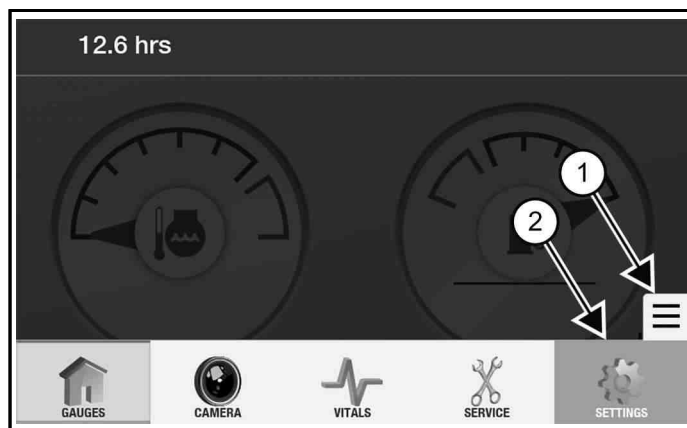 12.6 hrs
1
2
GAUGES
CAMERA
VITALS
SERVICE
SETTINGS